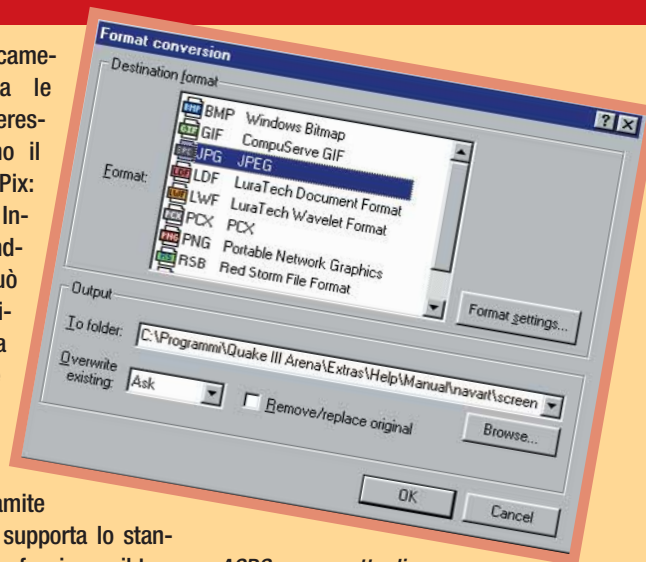 came-
a le
eres-
no il
Pix:
In-
nd-
uò
i-
a
amite
supporta lo stan-
Format conversion
Destination format
Format:
BMP Windows Bitmap
GIF CompuServe GIF
JPG JPEG
LDF LuraTech Document Format
LWF LuraTech Wavelet Format
PCX PCX
PNG Portable Network Graphics
RSB Red Storm File Format
Format settings...
Output
To folder: C:\Programmi\Quake III Arena\Extras\Help\Manual\navart\screen
Browse...
Overwrite
existing: Ask
Remove/replace original
OK
Cancel